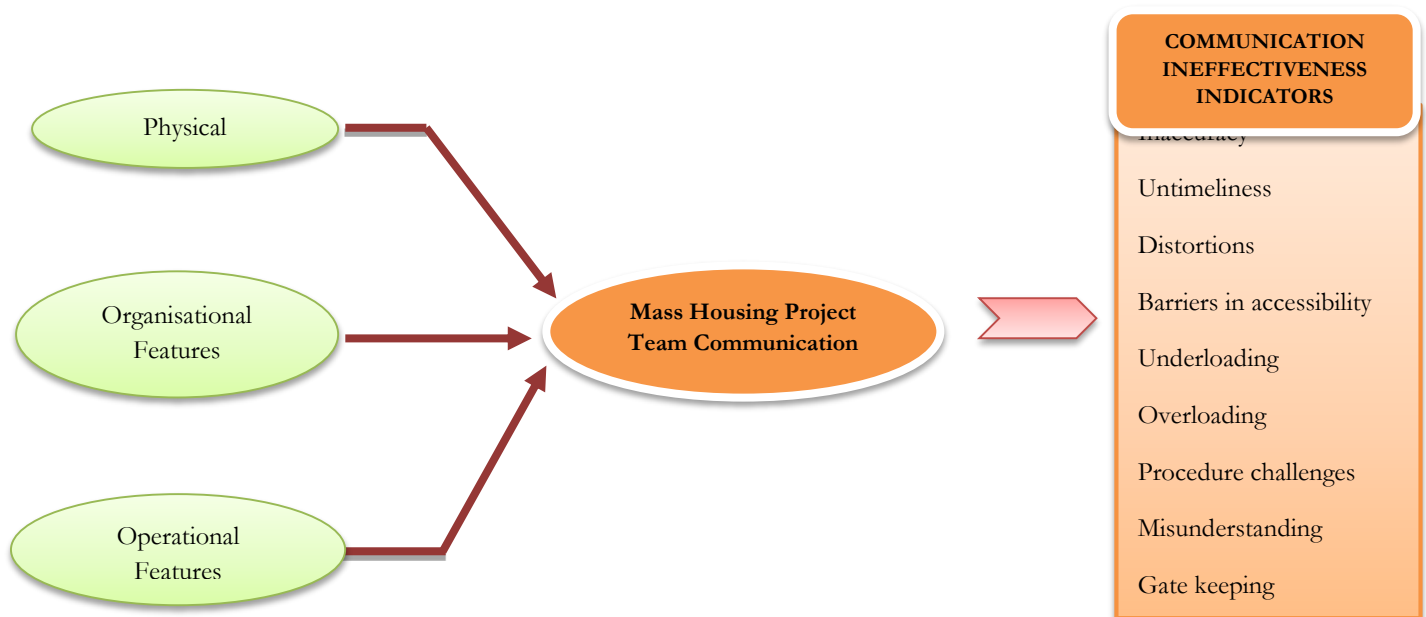 Physical
Organisational
Features
Operational
Features
Mass Housing Project
Team Communication
COMMUNICATION
INEFFECTIVENESS
INDICATORS
Inaccuracy
Untimeliness
Distortions
Barriers in accessibility
Underloading
Overloading
Procedure challenges
Misunderstanding
Gate keeping